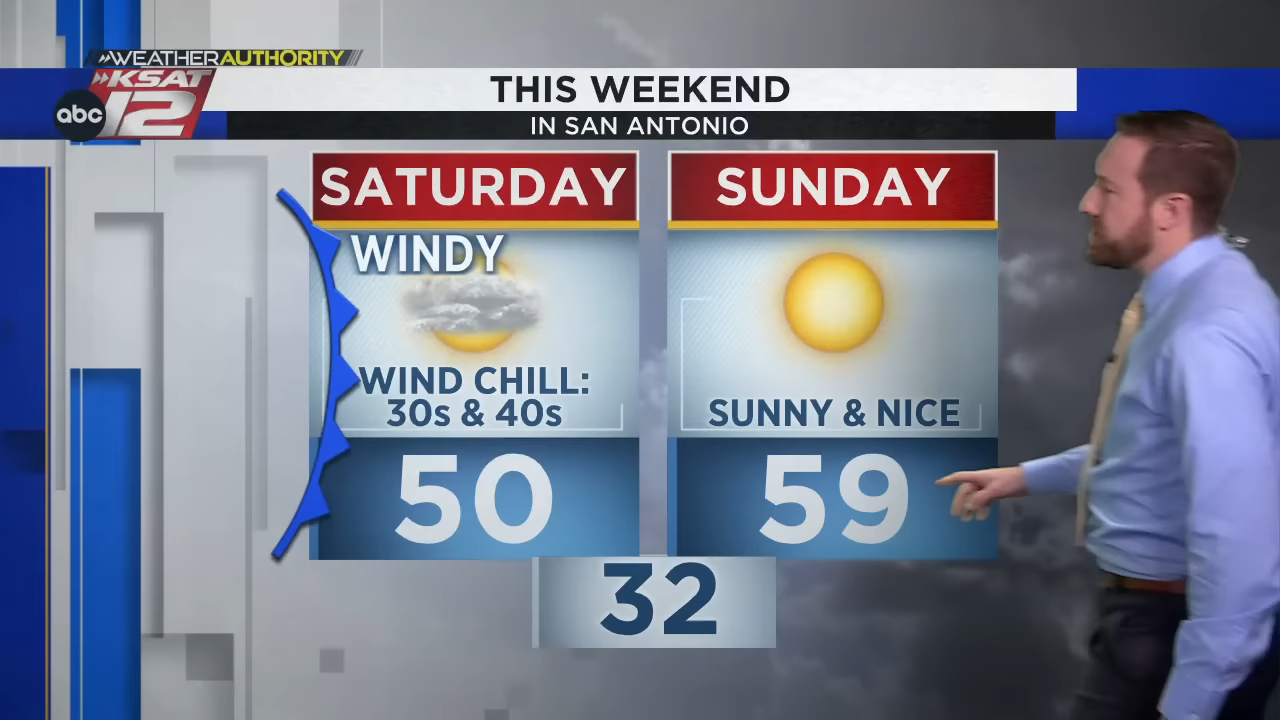 WEATHERAUTHORITY
KSAT
abc 12
THIS WEEKEND
IN SAN ANTONIO
SATURDAY
WINDY
WIND CHILL:
30s & 40s
50
SUNDAY
SUNNY & NICE
59
32